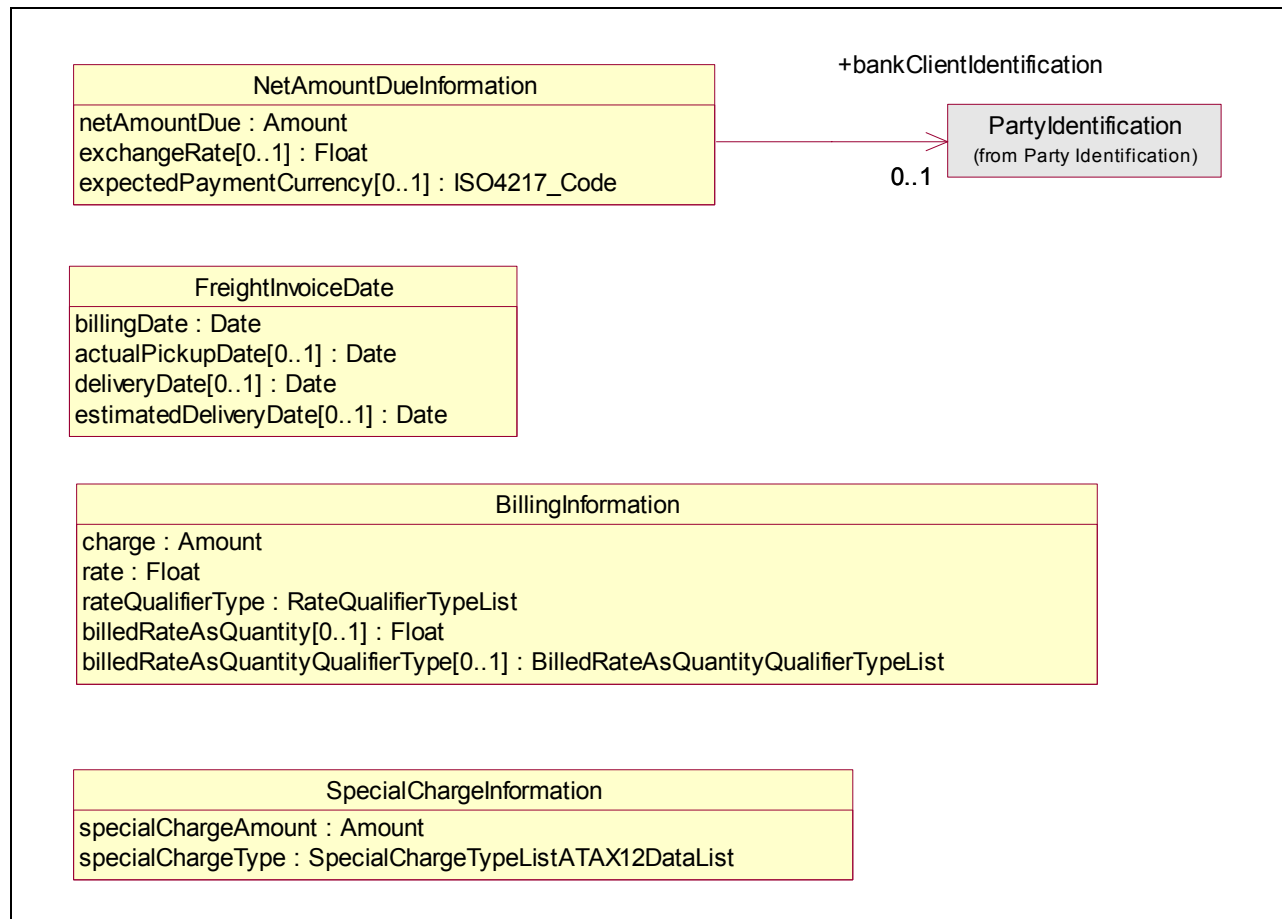 +bankClientIdentification
NetAmountDueInformation
netAmountDue : Amount
exchangeRate[0..1] : Float
expectedPaymentCurrency[0..1] : ISO4217_Code
PartyIdentification
(from Party Identification)
0..1
FreightInvoiceDate
billingDate : Date
actualPickupDate[0..1] : Date
deliveryDate[0..1] : Date
estimatedDeliveryDate[0..1] : Date
BillingInformation
charge : Amount
rate : Float
rateQualifierType : RateQualifierTypeList
billedRateAsQuantity[0..1] : Float
billedRateAsQuantityQualifierType[0..1] : BilledRateAsQuantityQualifierTypeList
SpecialChargeInformation
specialChargeAmount : Amount
specialChargeType : SpecialChargeTypeListATAX12DataList